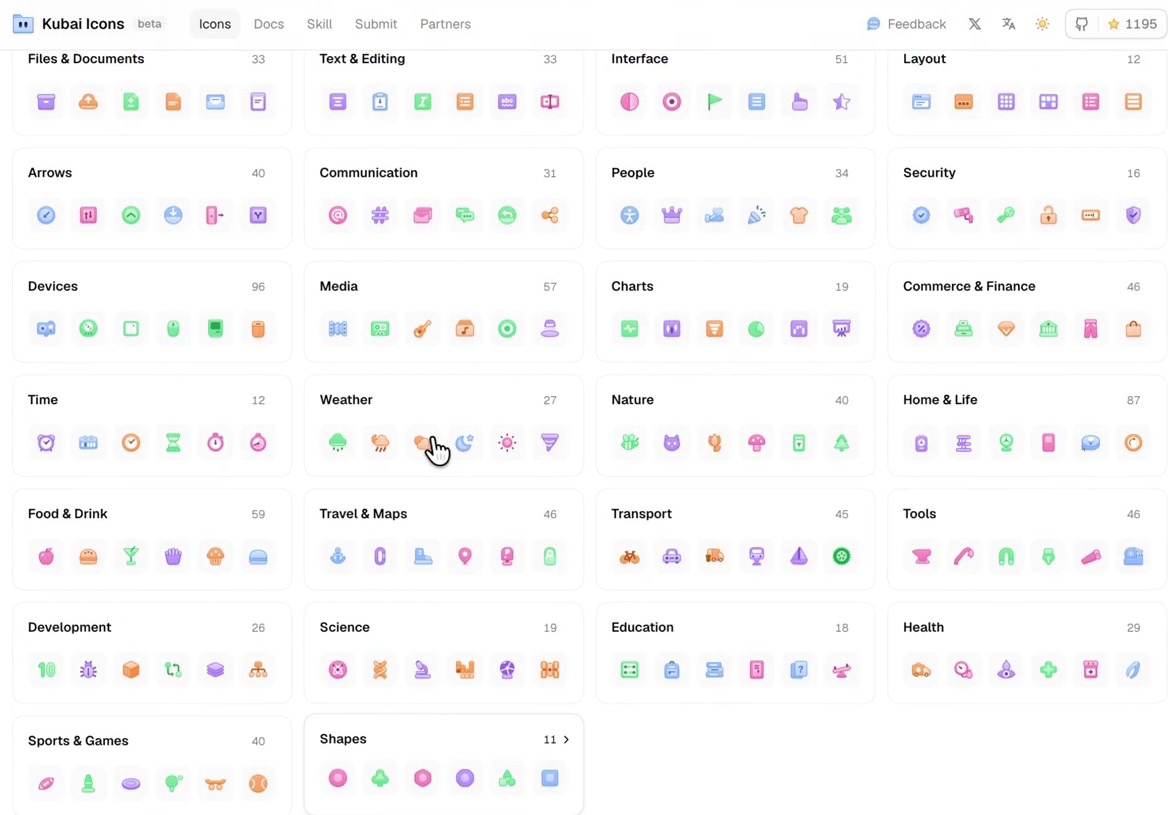 Kubai Icons beta Icons Docs Skill Submit Partners Feedback 1195
Files & Documents 33 Text & Editing 33 Interface 51 Layout 12
Arrows 40 Communication 31 People 34 Security 16
Devices 96 Media 57 Charts 19 Commerce & Finance 46
Time 12 Weather 27 Nature 40 Home & Life 87
Food & Drink 59 Travel & Maps 46 Transport 45 Tools 46
Development 26 Science 19 Education 18 Health 29
10
Sports & Games 40 Shapes 11